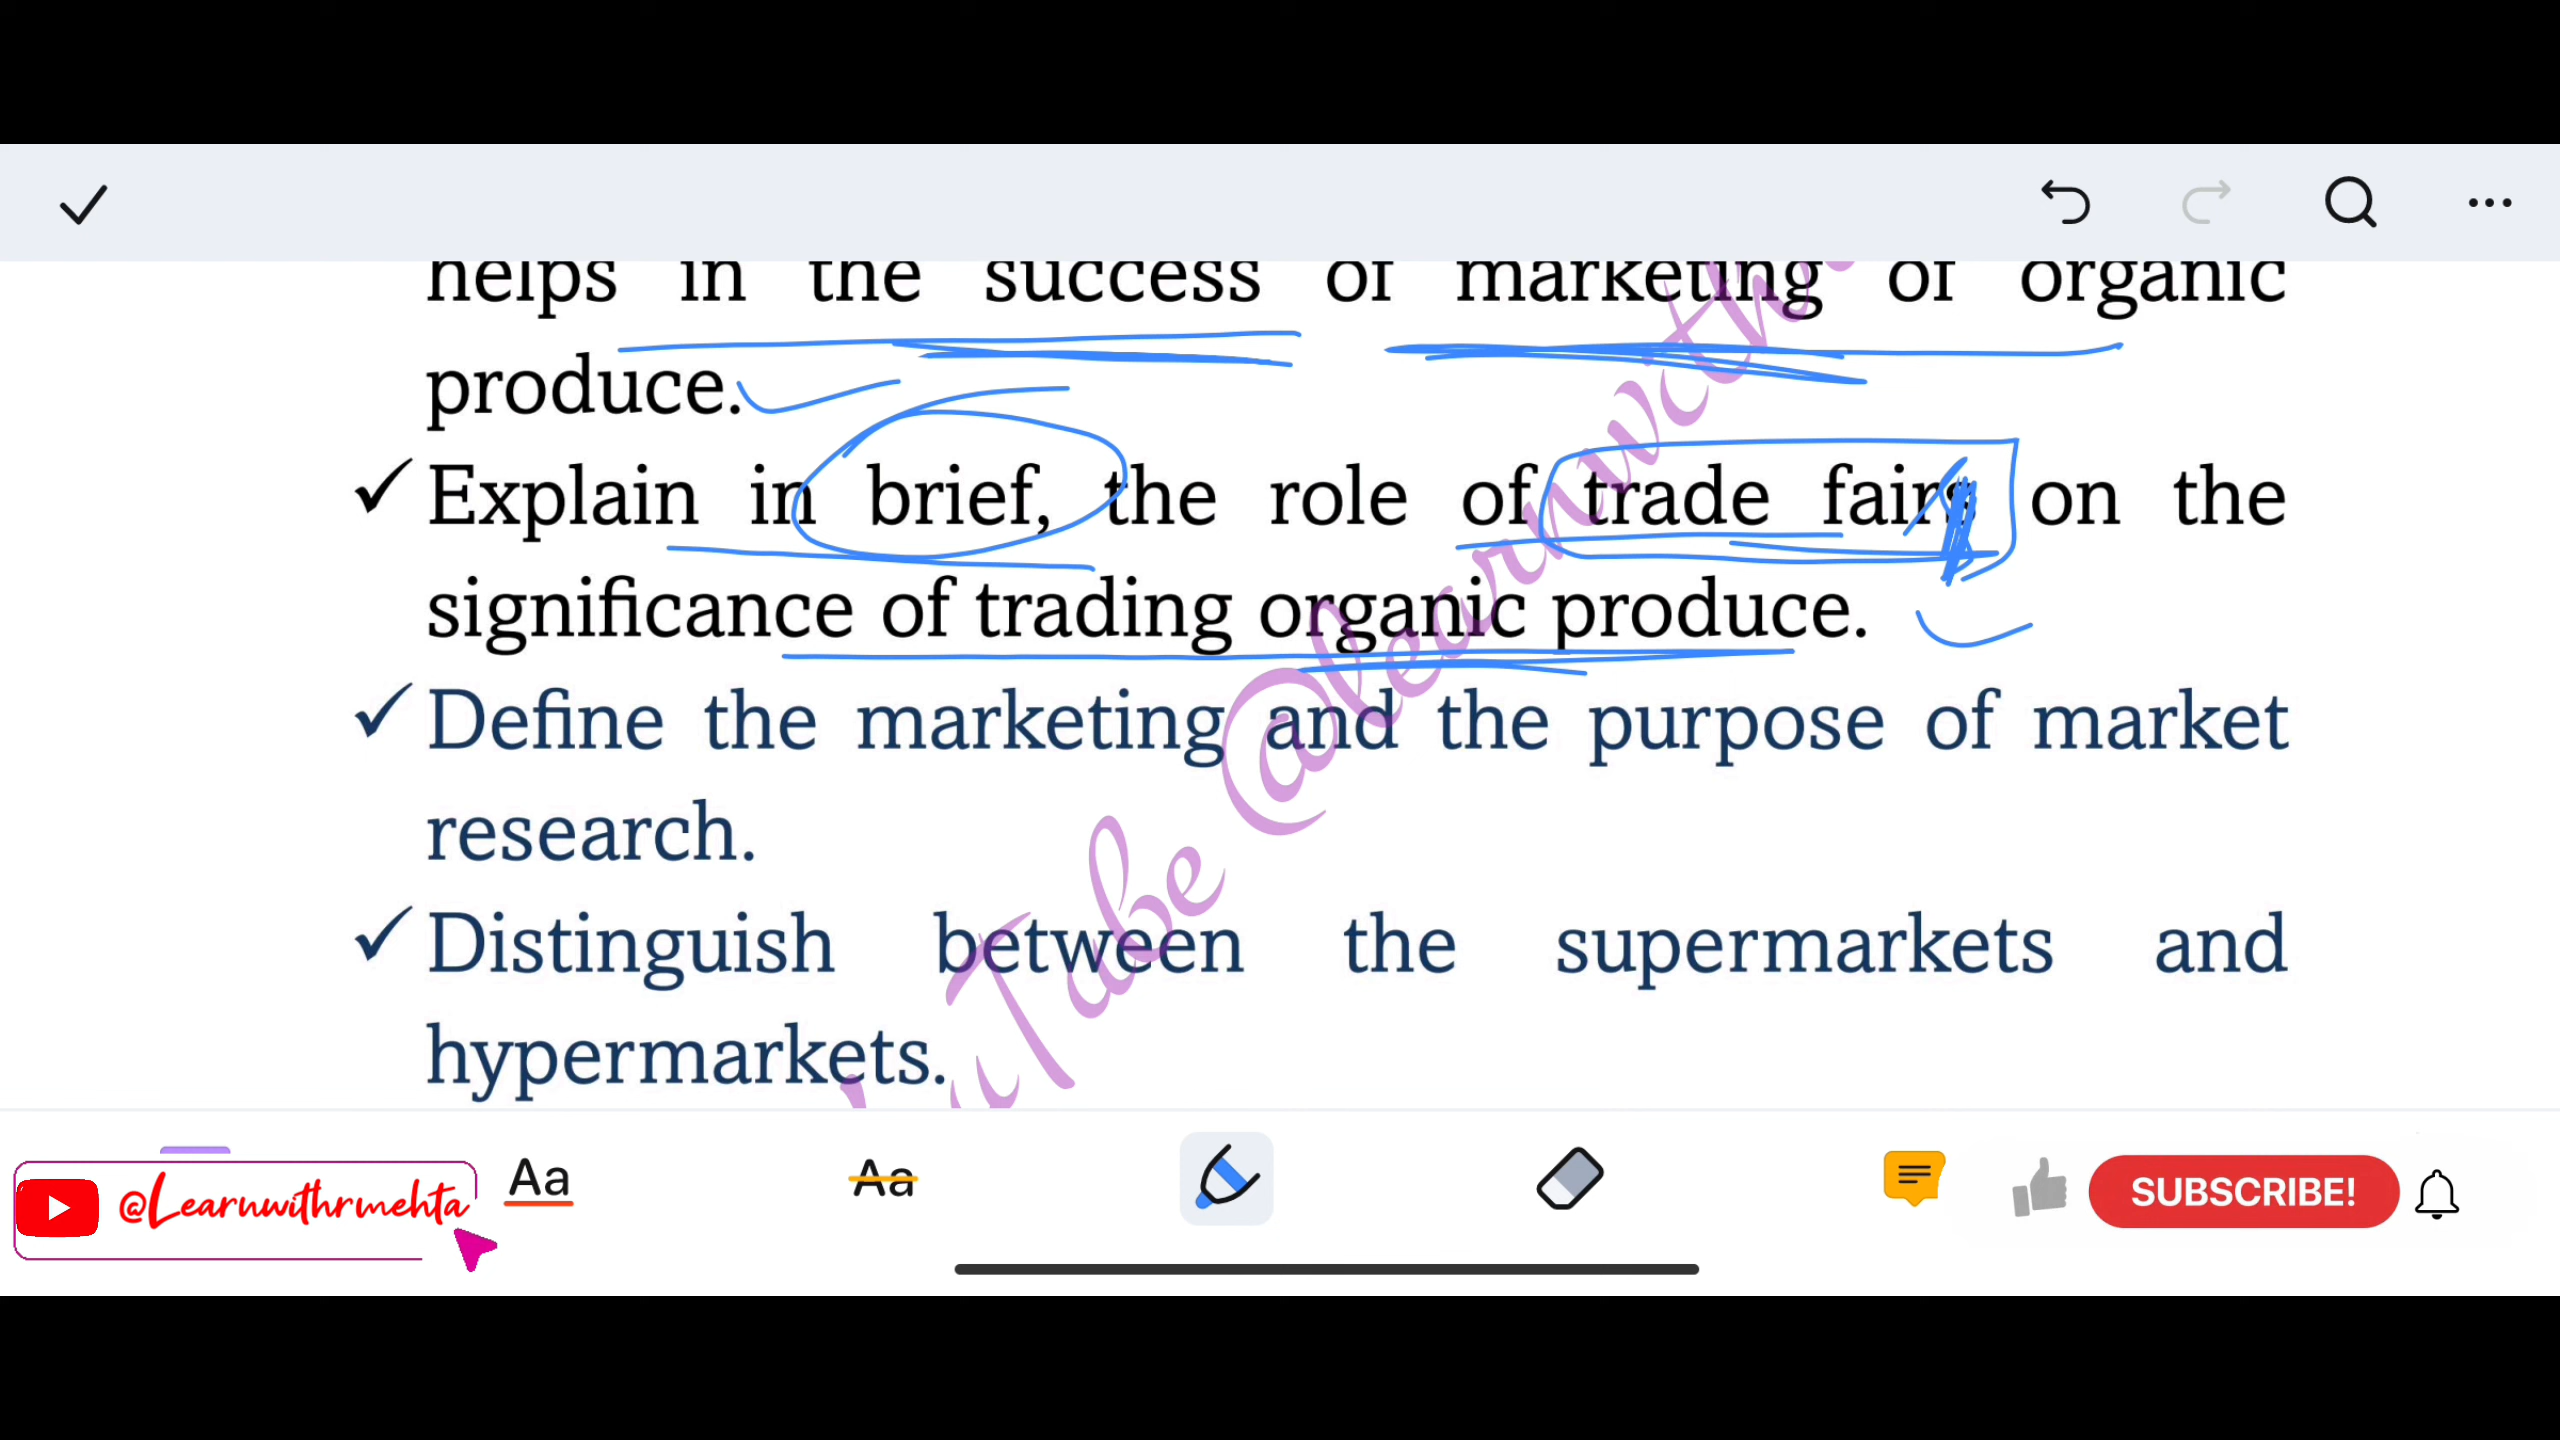 helps in the success of marketing of organic
produce.
✓ Explain in brief, the role of trade fairs on the
significance of trading organic produce.
✓ Define the marketing and the purpose of market
research.
✓ Distinguish between the supermarkets and
hypermarkets.
uTube @learnwith
@Learnwithrmehta
Aa
Aa
SUBSCRIBE!